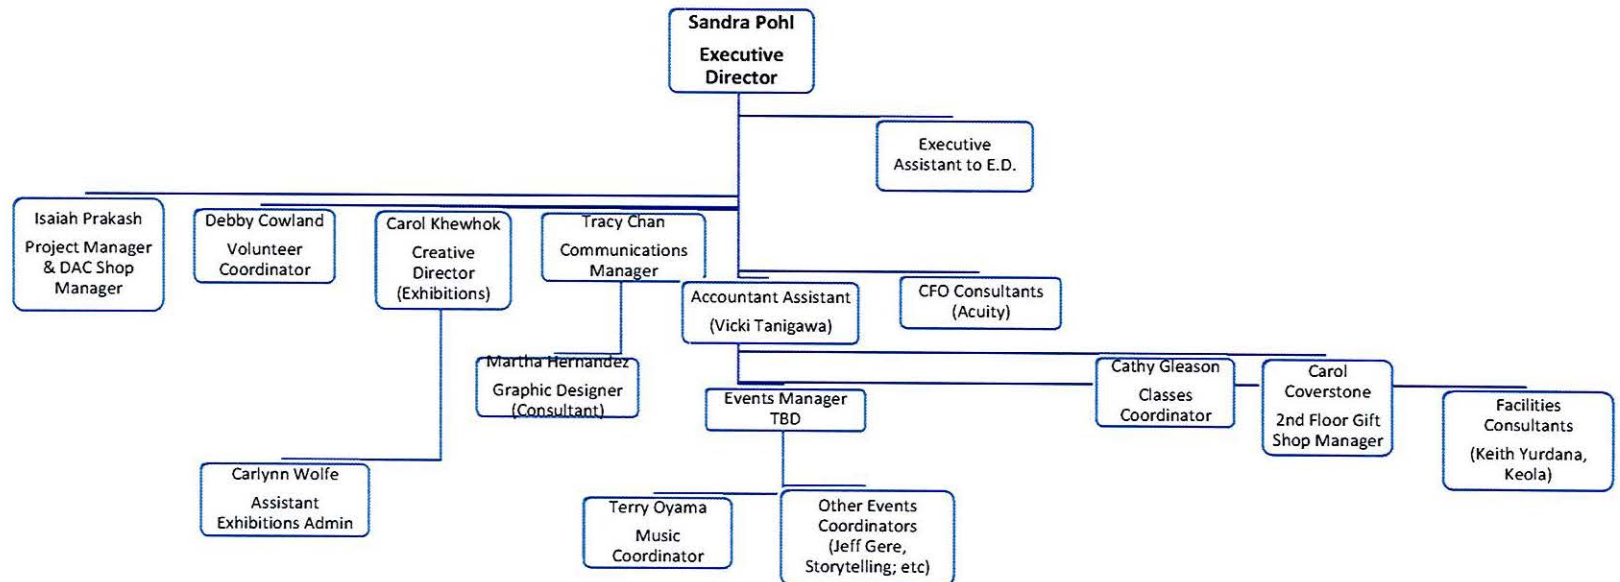 Sandra Pohl
Executive
Director
Executive
Assistant to E.D.
Isaiah Prakash
Project Manager
& DAC Shop
Manager
Debby Cowland
Volunteer
Coordinator
Carol Khewhok
Creative
Director
(Exhibitions)
Tracy Chan
Communications
Manager
Accountant Assistant
(Vicki Tanigawa)
CFO Consultants
(Acuity)
Martha Hernandez
Graphic Designer
(Consultant)
Events Manager
TBD
Cathy Gleason
Classes
Coordinator
Carol
Coverstone
2nd Floor Gift
Shop Manager
Facilities
Consultants
(Keith Yurdana,
Keola)
Carlynn Wolfe
Assistant
Exhibitions Admin
Terry Oyama
Music
Coordinator
Other Events
Coordinators
(Jeff Gere,
Storytelling; etc)